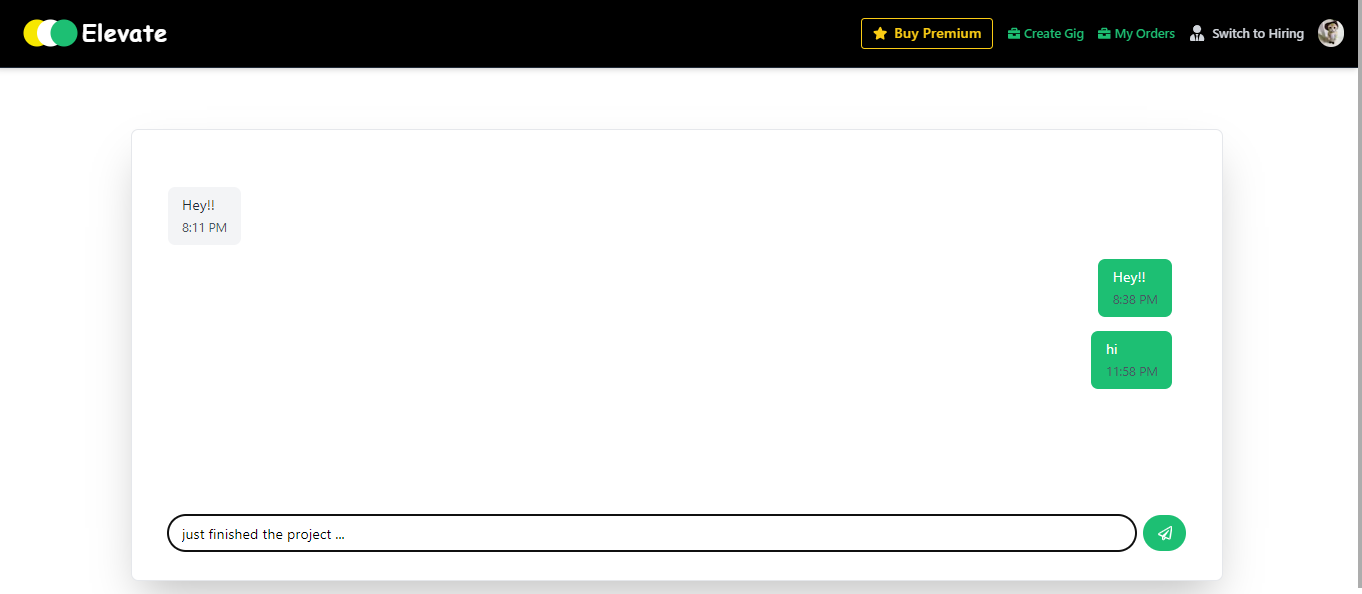 Elevate
Buy Premium
Create Gig
My Orders
Switch to Hiring
Hey!!
8:11 PM
Hey!!
8:38 PM
hi
11:58 PM
just finished the project ...